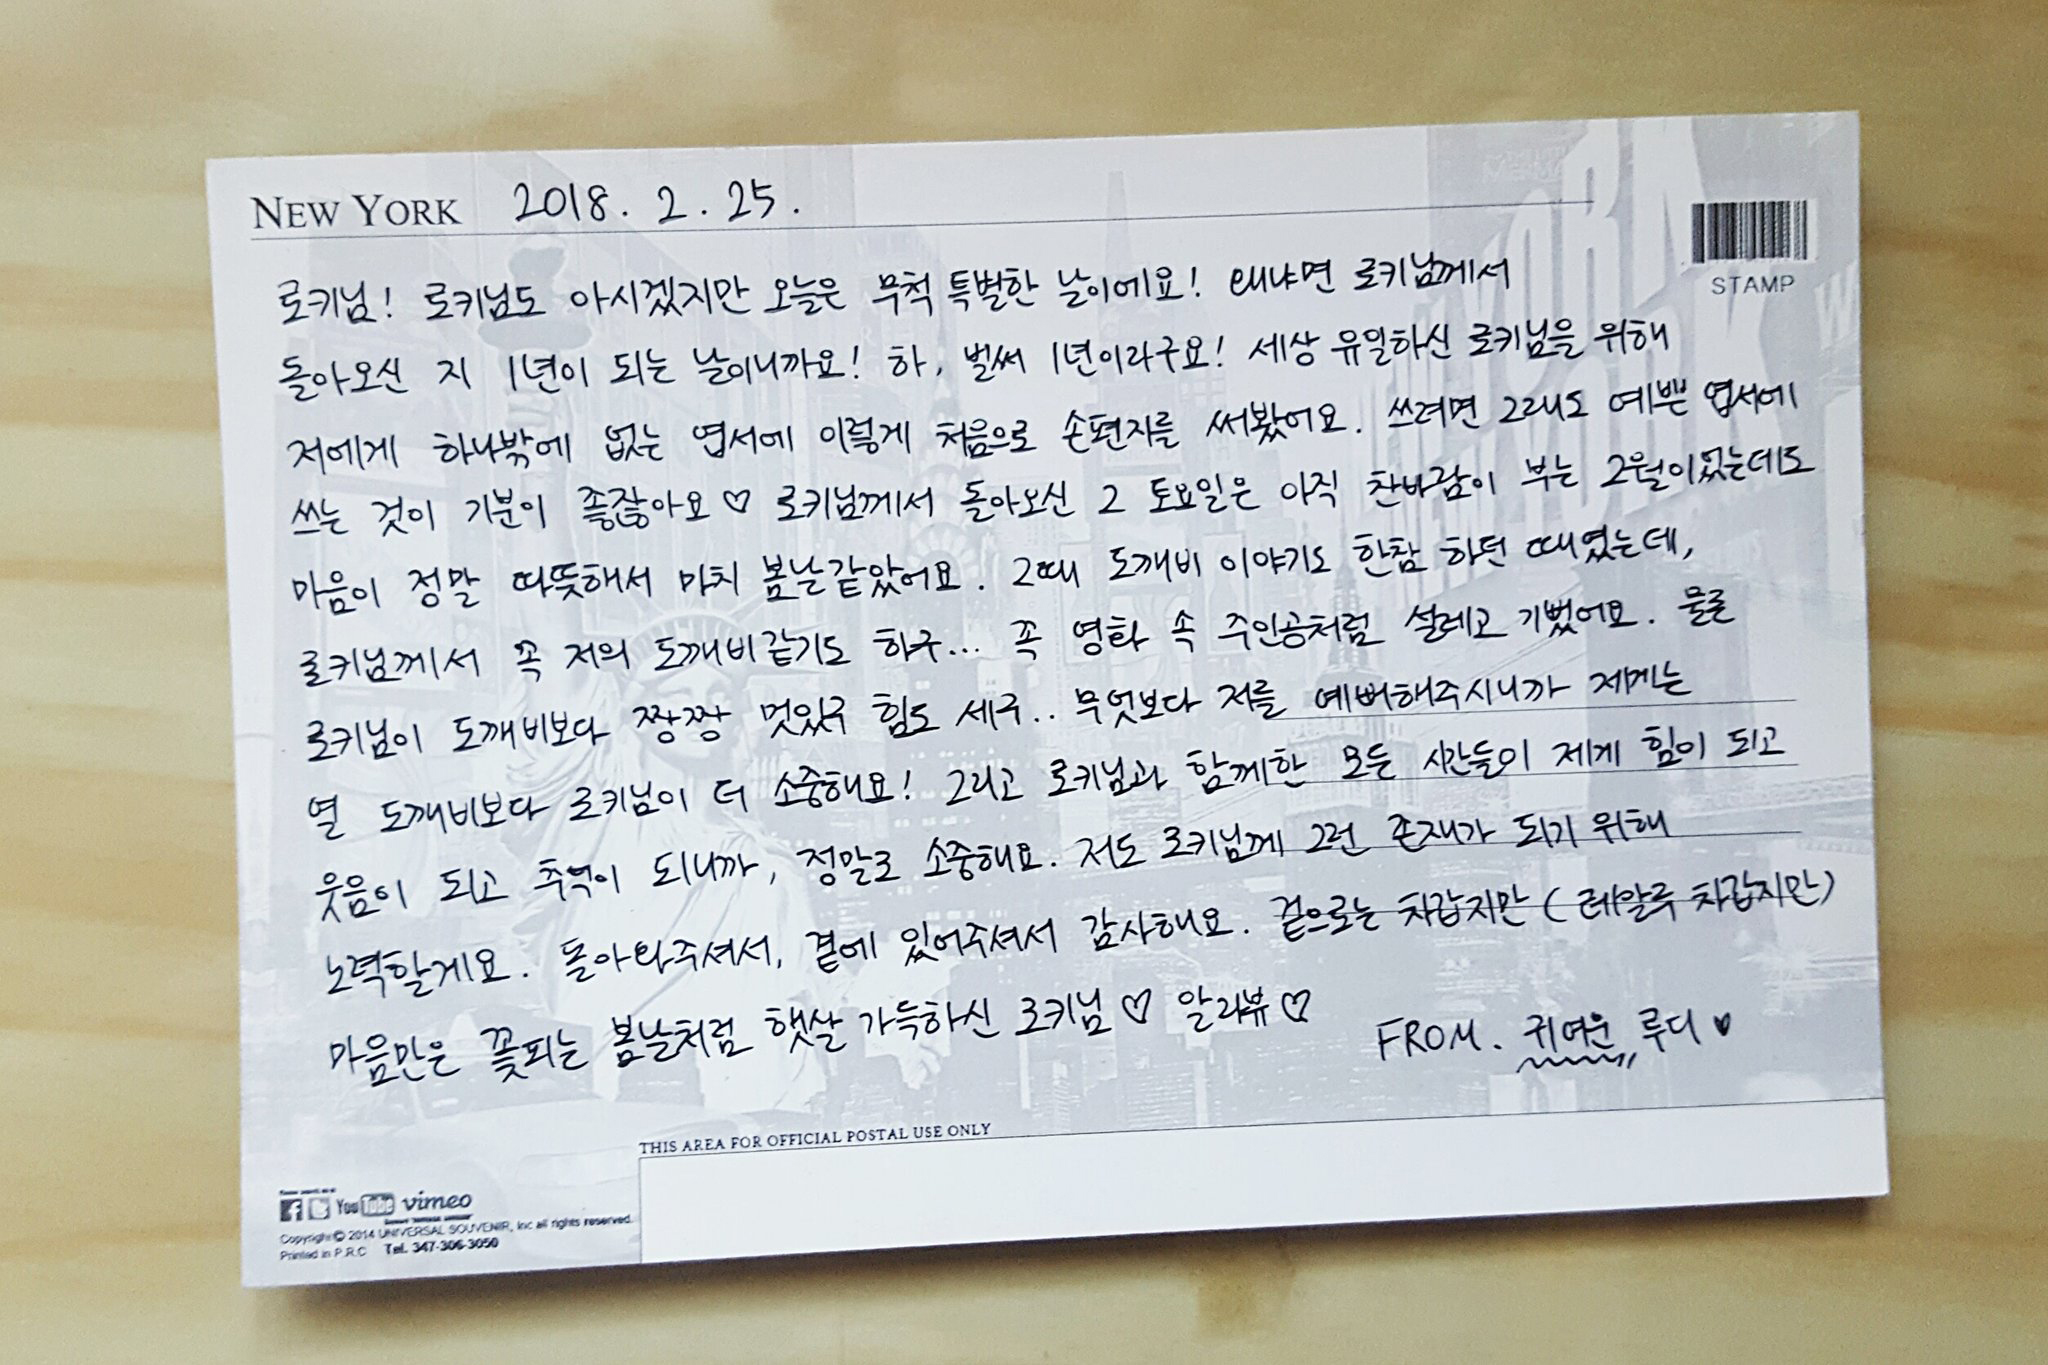 NEW YORK 2018. 2. 25.
STAMP
로키님! 로키님도 아시겠지만 오늘은 무척 특별한 날이에요! 왜냐면 로키님께서
돌아오신 지 1년이 되는 날이니까요! 하, 벌써 1년이라구요! 세상 유일하신 로키님을 위해
저에게 하나밖에 없는 엽서에 이렇게 처음으로 손편지를 써봤어요. 쓰려면 그래도 예쁜 엽서에
쓰는 것이 기분이 좋잖아요♡ 로키님께서 돌아오신 그 토요일은 아직 찬바람이 부는 2월이었는데도
마음이 정말 따뜻해서 마치 봄날같았어요. 그때 도깨비 이야기도 한참 하던 때였는데,
로키님께서 꼭 저의 도깨비같기도 하구... 꼭 영화 속 주인공처럼 설레고 기뻤어요. 물론
로키님이 도깨비보다 짱짱 멋있구 힘도 세구.. 무엇보다 저를 예뻐해주시니까 제게는
열 도깨비보다 로키님이 더 소중해요! 그리고 로키님과 함께한 모든 시간들이 제게 힘이 되고
웃음이 되고 추억이 되니까, 정말로 소중해요. 저도 로키님께 그런 존재가 되기 위해
노력할게요. 돌아와주셔서, 곁에 있어주셔서 감사해요. 겉으로는 차갑지만 (레알루 차갑지만)
마음만은 꽃피는 봄날처럼 햇살 가득하신 로키님♡ 알라뷰♡
FROM. 귀여운 루디♥
THIS AREA FOR OFFICIAL POSTAL USE ONLY
YouTube vimeo
Copyright © 2014 UNIVERSAL SOUVENIR, Inc all rights reserved.
Printed in P.R.C Tel. 347-306-3050